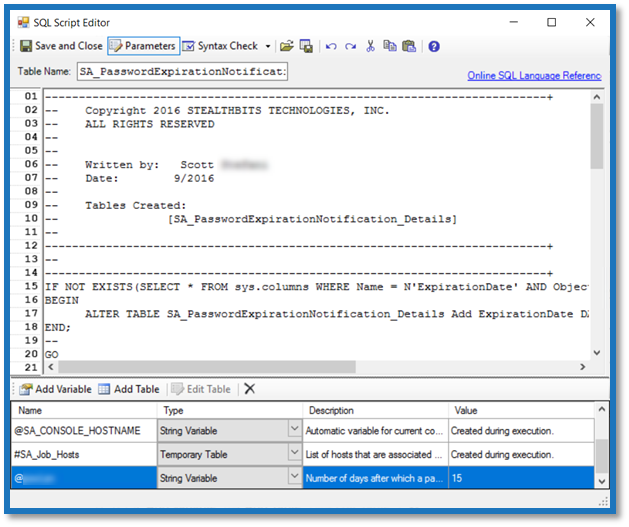 SQL Script Editor
Save and Close Parameters Syntax Check
Table Name: SA_PasswordExpirationNotificat:
Online SQL Language Referenc
01 --------------------------------------------------------------------------+
02 -- Copyright 2016 STEALTHBITS TECHNOLOGIES, INC.
03 -- ALL RIGHTS RESERVED
04 --
05 --
06 -- Written by: Scott
07 -- Date: 9/2016
08 --
09 -- Tables Created:
10 -- [SA_PasswordExpirationNotification_Details]
11 --
12 --------------------------------------------------------------------------+
13 --
14 --------------------------------------------------------------------------+
15 IF NOT EXISTS(SELECT * FROM sys.columns WHERE Name = N'ExpirationDate' AND Objec
16 BEGIN
17 ALTER TABLE SA_PasswordExpirationNotification_Details Add ExpirationDate DA
18 END;
19 --
20 GO
21
Add Variable Add Table Edit Table
Name Type Description Value
@SA_CONSOLE_HOSTNAME String Variable Automatic variable for current co... Created during execution.
#SA_Job_Hosts Temporary Table List of hosts that are associated ... Created during execution.
@ String Variable Number of days after which a pa... 15